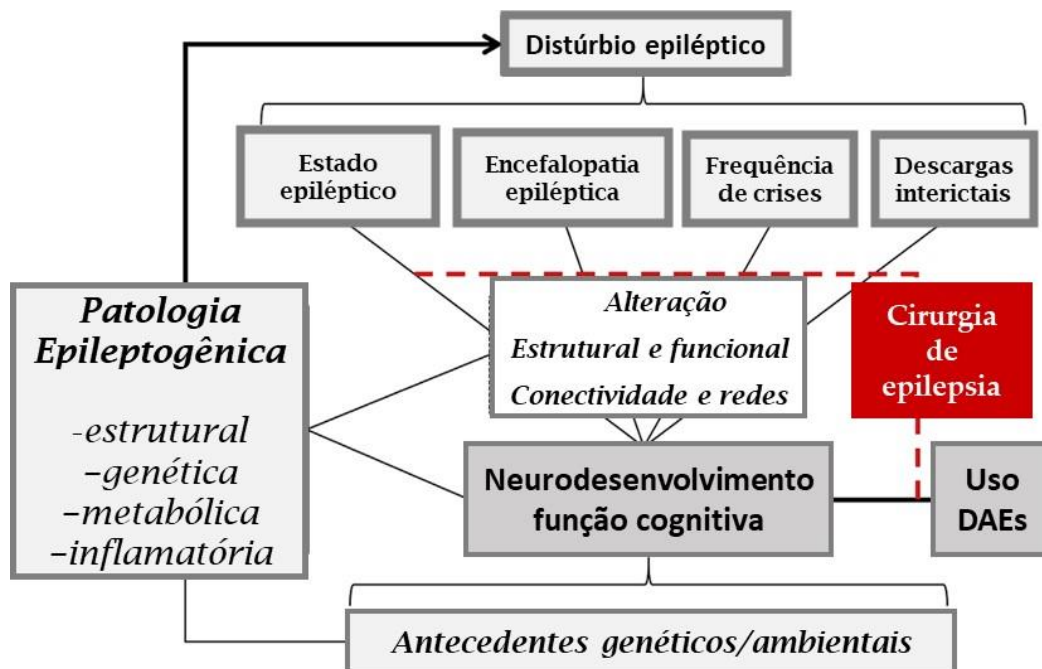 Distúrbio epiléptico
Estado
epiléptico
Encefalopatia
epiléptica
Frequência
de crises
Descargas
interictais
Patologia
Epileptogênica
-estrutural
–genética
–metabólica
–inflamatória
Alteração
Estrutural e funcional
Conectividade e redes
Cirurgia
de
epilepsia
Neurodesenvolvimento
função cognitiva
Uso
DAEs
Antecedentes genéticos/ambientais